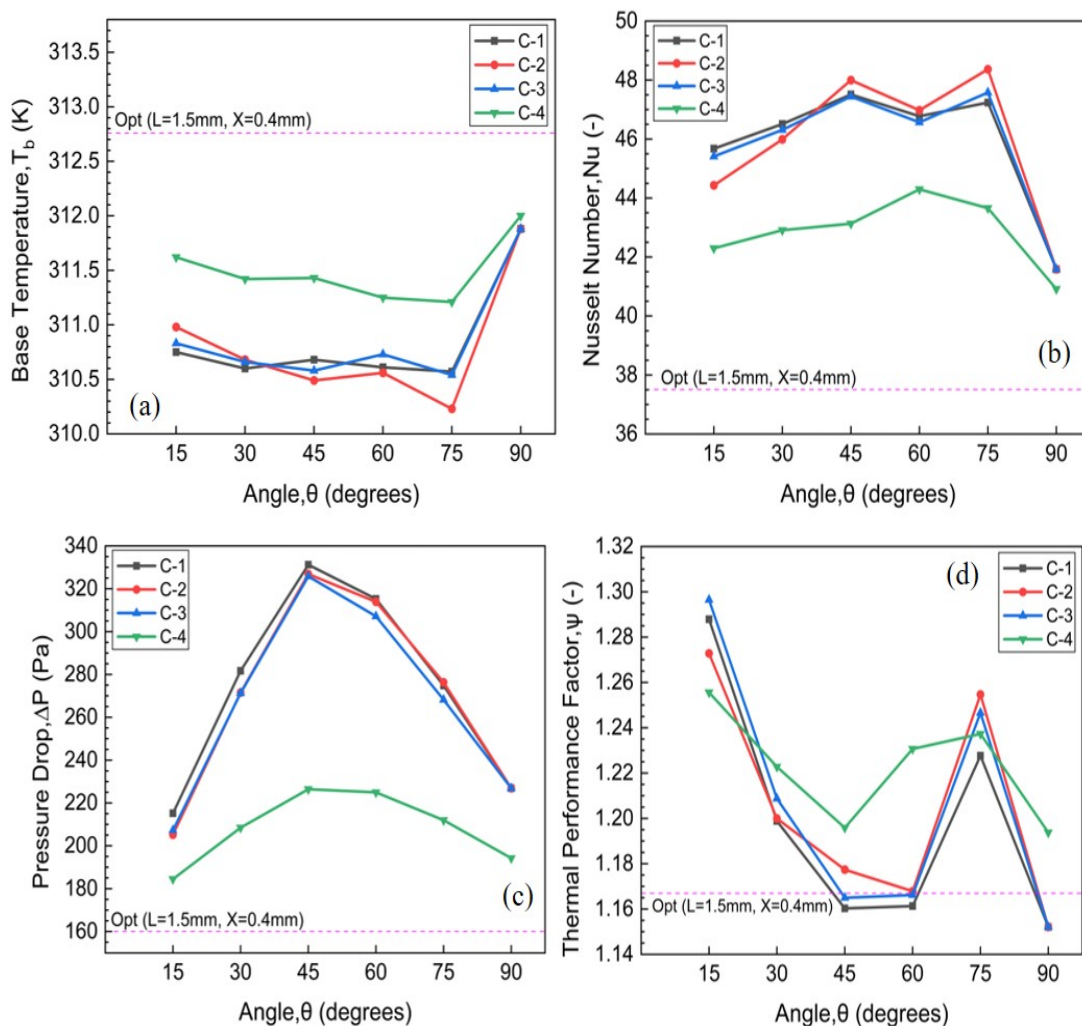 313.5
313.0
312.5
312.0
311.5
311.0
310.5
310.0
Base Temperature,T_b (K)
C-1
C-2
C-3
C-4
Opt (L=1.5mm, X=0.4mm)
(a)
15 30 45 60 75 90
Angle,θ (degrees)
50
48
46
44
42
40
38
36
Nusselt Number,Nu (-)
C-1
C-2
C-3
C-4
(b)
Opt (L=1.5mm, X=0.4mm)
15 30 45 60 75 90
Angle,θ (degrees)
340
320
300
280
260
240
220
200
180
160
Pressure Drop,ΔP (Pa)
C-1
C-2
C-3
C-4
(c)
Opt (L=1.5mm, X=0.4mm)
15 30 45 60 75 90
Angle,θ (degrees)
1.32
1.30
1.28
1.26
1.24
1.22
1.20
1.18
1.16
1.14
Thermal Performance Factor,ψ (-)
(d)
C-1
C-2
C-3
C-4
Opt (L=1.5mm, X=0.4mm)
15 30 45 60 75 90
Angle,θ (degrees)